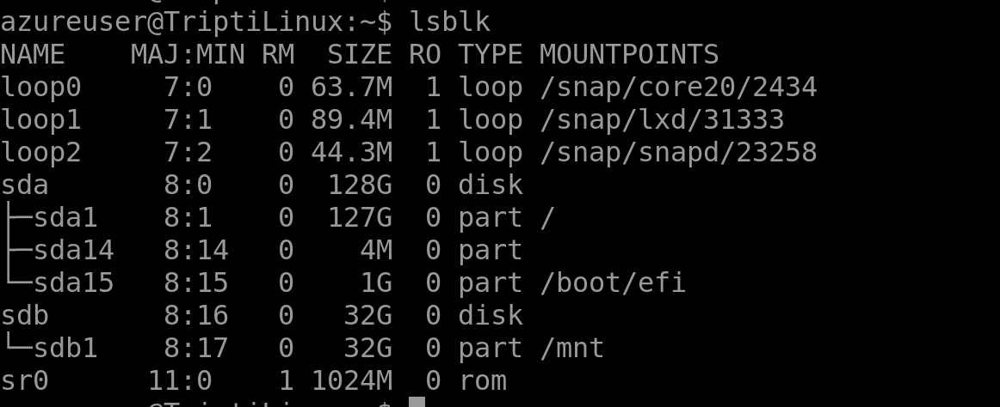 azureuser@TriptiLinux:~$ lsblk
NAME    MAJ:MIN RM   SIZE RO TYPE MOUNTPOINTS
loop0     7:0    0  63.7M  1 loop /snap/core20/2434
loop1     7:1    0  89.4M  1 loop /snap/lxd/31333
loop2     7:2    0  44.3M  1 loop /snap/snapd/23258
sda       8:0    0   128G  0 disk
├─sda1    8:1    0   127G  0 part /
├─sda14   8:14   0     4M  0 part
└─sda15   8:15   0     1G  0 part /boot/efi
sdb       8:16   0    32G  0 disk
└─sdb1    8:17   0    32G  0 part /mnt
sr0      11:0    1  1024M  0 rom
@TriptiLinux:~$